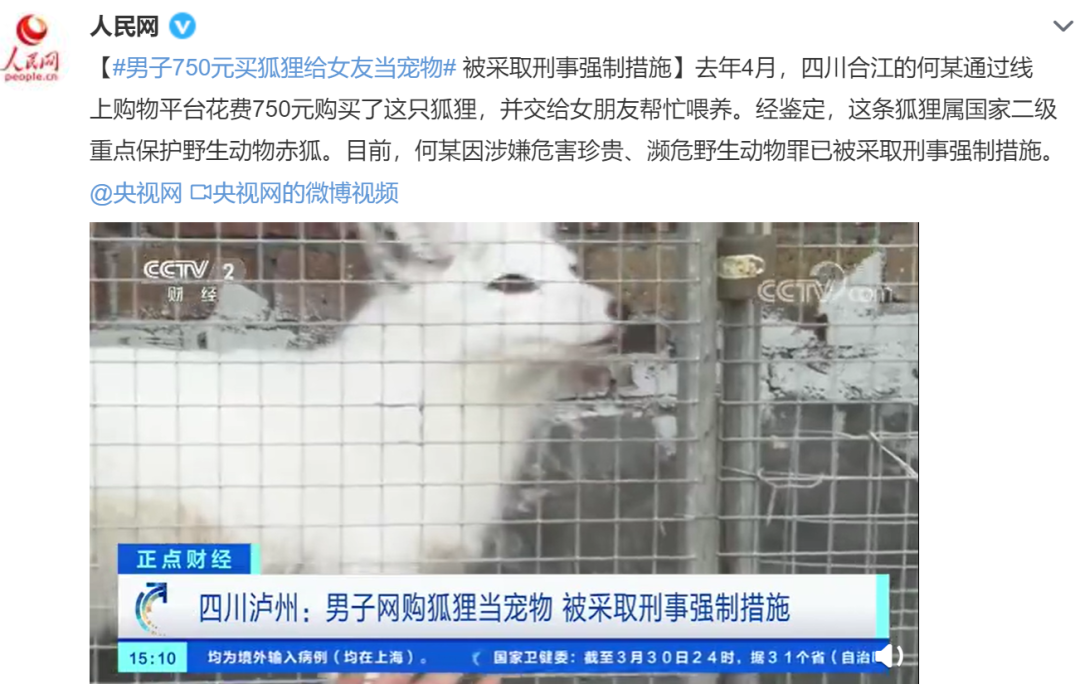 人民网
人民网
people.cn
【#男子750元买狐狸给女友当宠物# 被采取刑事强制措施】去年4月，四川合江的何某通过线
上购物平台花费750元购买了这只狐狸，并交给女朋友帮忙喂养。经鉴定，这条狐狸属国家二级
重点保护野生动物赤狐。目前，何某因涉嫌危害珍贵、濒危野生动物罪已被采取刑事强制措施。
@央视网 央视网的微博视频
CCTV 2
财经
CCTV.com
正点财经
四川泸州：男子网购狐狸当宠物 被采取刑事强制措施
15:10 均为境外输入病例（均在上海）。 国家卫健委：截至3月30日24时，据31个省（自治